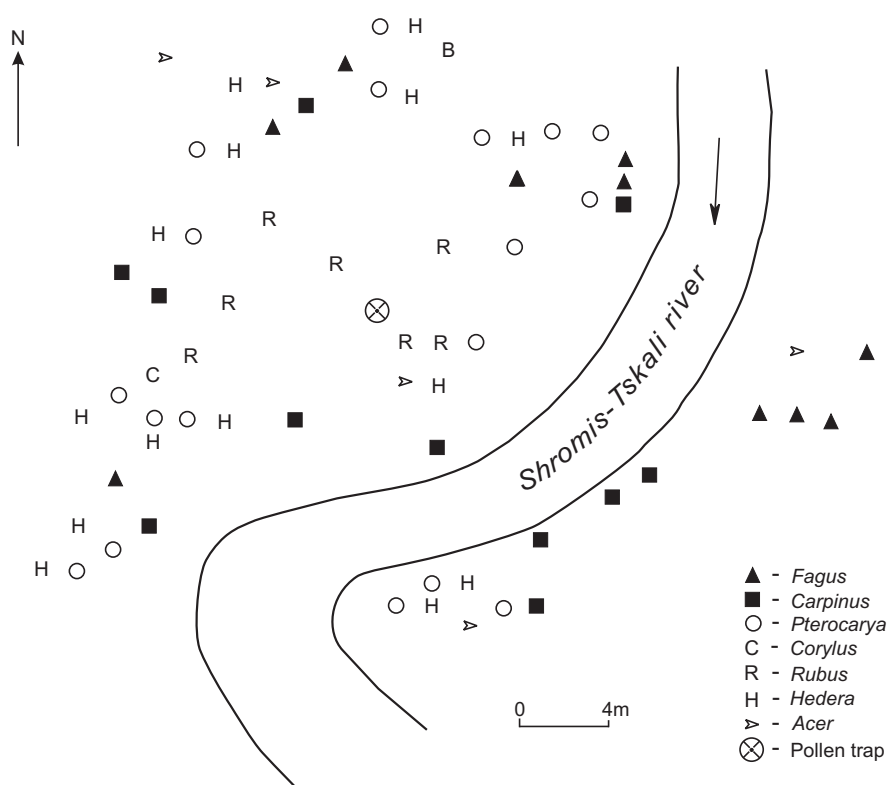 N
H
B
H
H
H
H
R
H
R
R
R
R R
R
C
H
H
H
H
Shromis-Tskali river
H
H
H
H
0 4m
- Fagus
- Carpinus
- Pterocarya
C - Corylus
R - Rubus
H - Hedera
- Acer
- Pollen trap